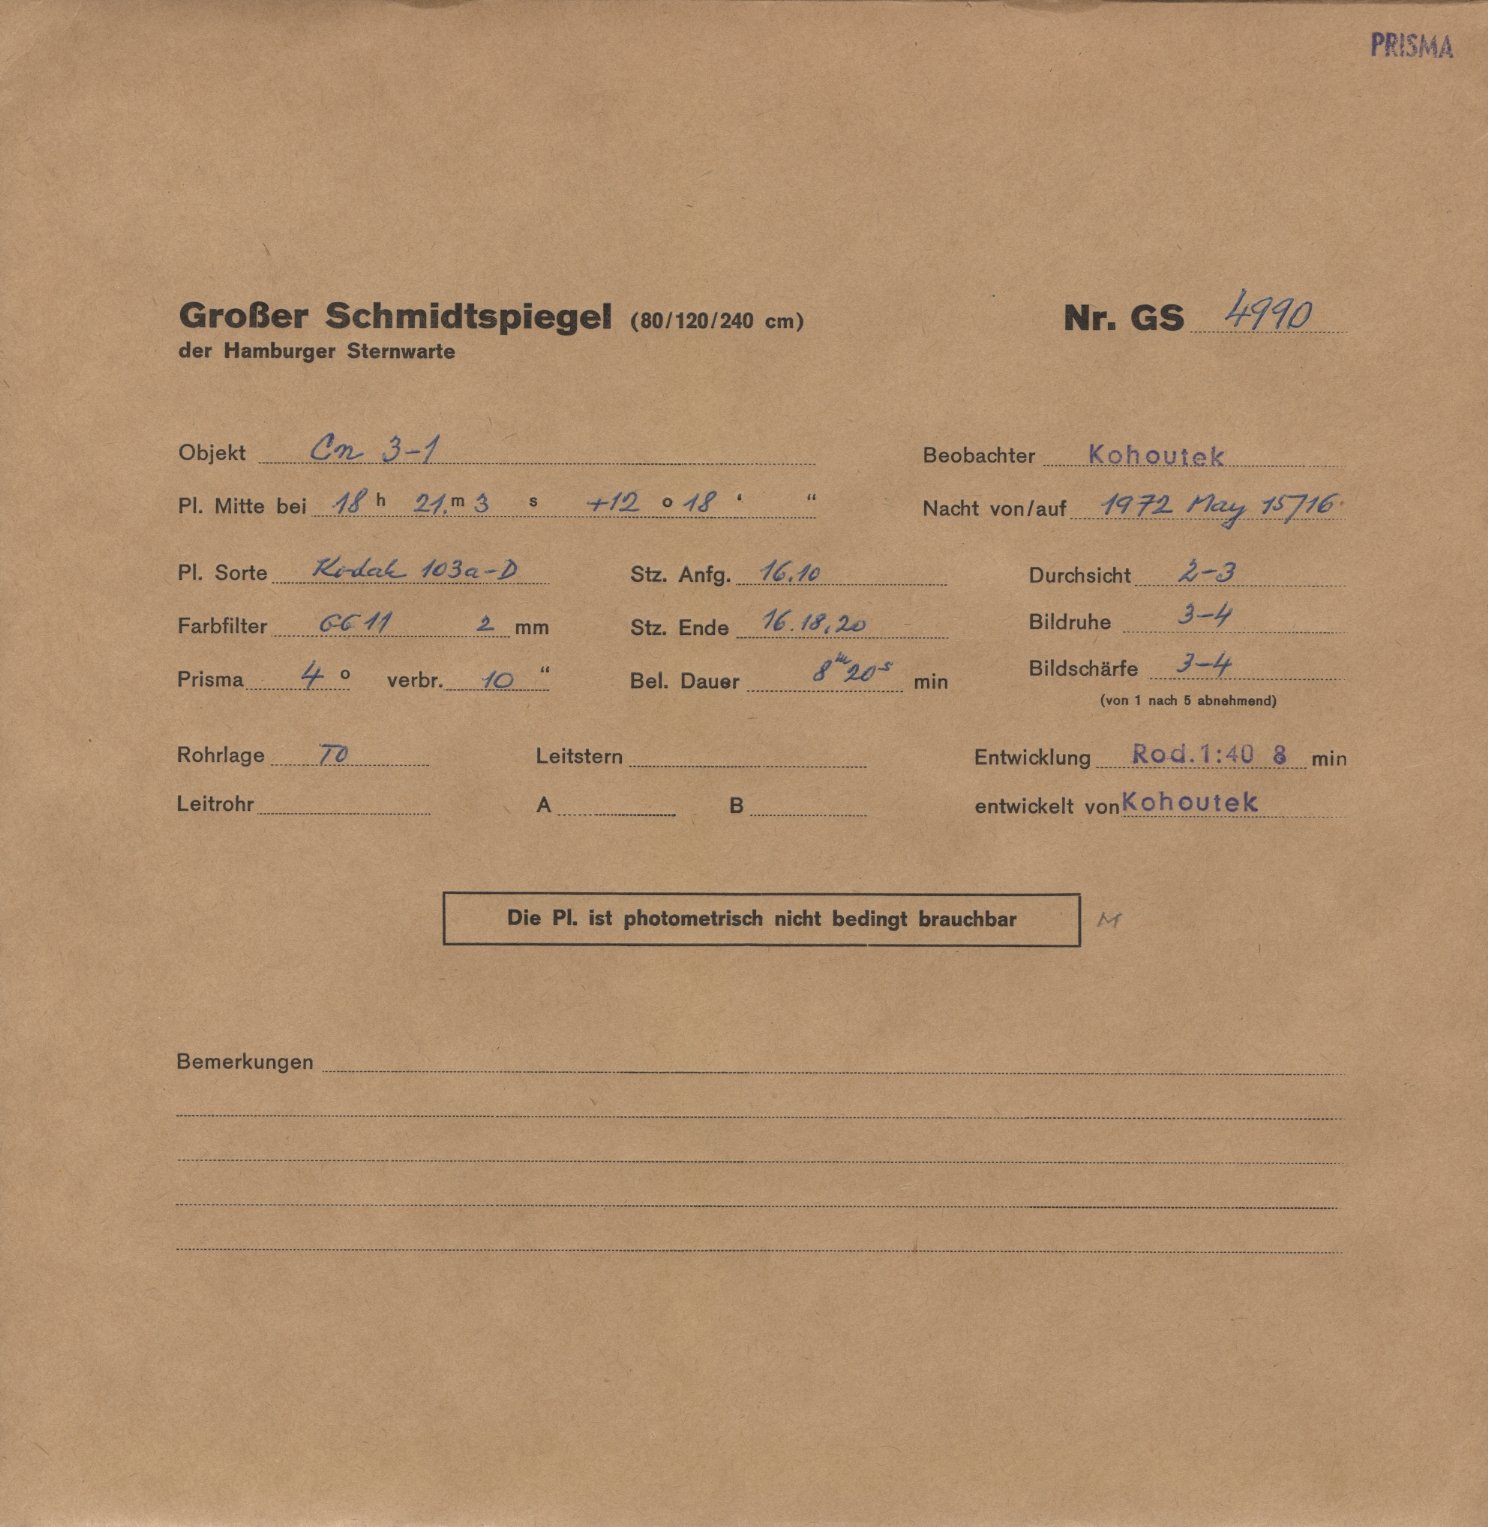 PRISMA
Großer Schmidtspiegel (80/120/240 cm) Nr. GS 4990
der Hamburger Sternwarte
Objekt Cn 3-1 Beobachter Kohoutek
Pl. Mitte bei 18 h 21. m 3 s +12 o 18 ‘ “ Nacht von/auf 1972 May 15/16.
Pl. Sorte Kodak 103a-D Stz. Anfg. 16.10 Durchsicht 2-3
Farbfilter GG 11 2 mm Stz. Ende 16.18,20 Bildruhe 3-4
Prisma 4 o verbr. 10 “ Bel. Dauer 8m 20s min Bildschärfe 3-4
(von 1 nach 5 abnehmend)
Rohrlage TO Leitstern Entwicklung Rod. 1:40 8 min
Leitrohr A B entwickelt von Kohoutek
Die Pl. ist photometrisch nicht bedingt brauchbar M
Bemerkungen